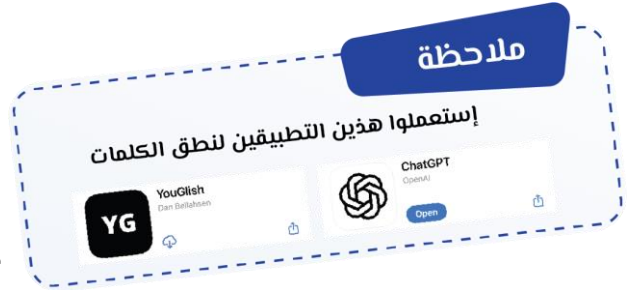 ملاحظة
إستعملوا هذين التطبيقين لنطق الكلمات
YG
YouGlish
Dan Bellahsen
ChatGPT
OpenAI
Open